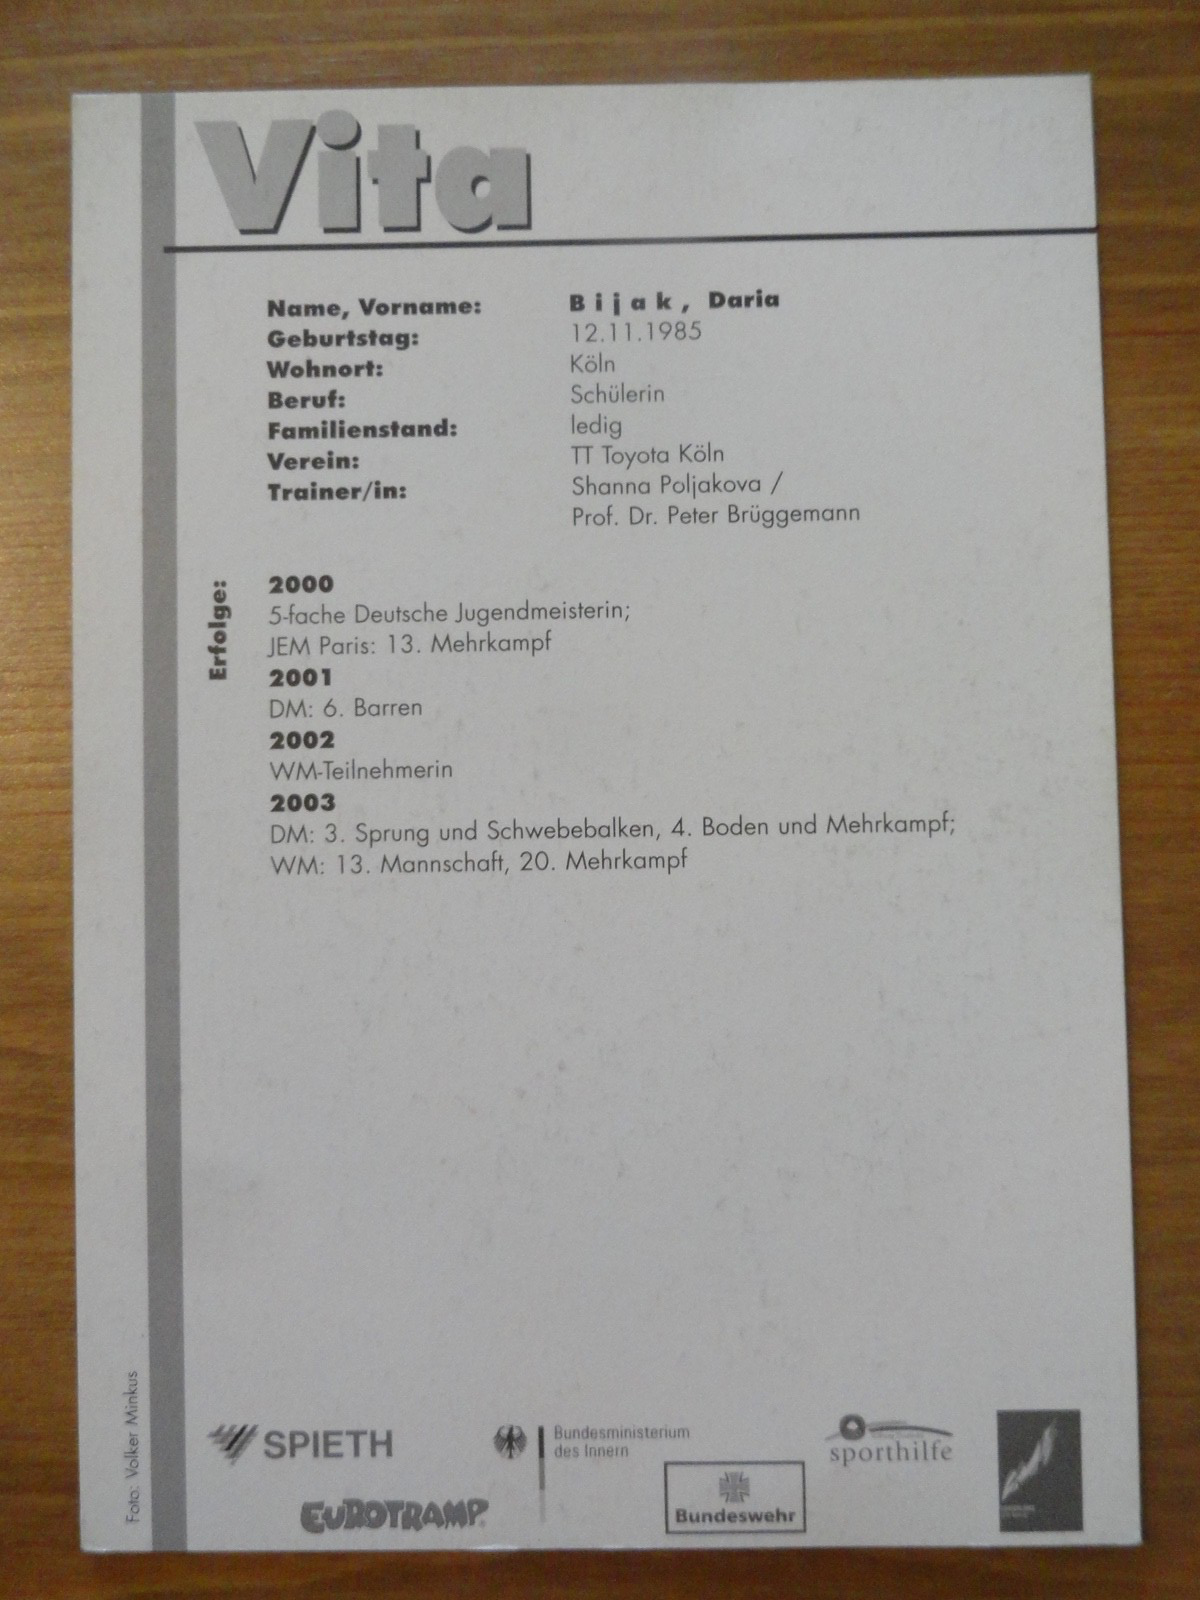 Vita
Name, Vorname: Bijak, Daria
Geburtstag: 12.11.1985
Wohnort: Köln
Beruf: Schülerin
Familienstand: ledig
Verein: TT Toyota Köln
Trainer/in: Shanna Poljakova /
Prof. Dr. Peter Brüggemann
Erfolge:
2000
5-fache Deutsche Jugendmeisterin;
JEM Paris: 13. Mehrkampf
2001
DM: 6. Barren
2002
WM-Teilnehmerin
2003
DM: 3. Sprung und Schwebebalken, 4. Boden und Mehrkampf;
WM: 13. Mannschaft, 20. Mehrkampf
Foto: Volker Minkus
SPIETH
EUROTRAMP
Bundesministerium
des Innern
Bundeswehr
sporthilfe